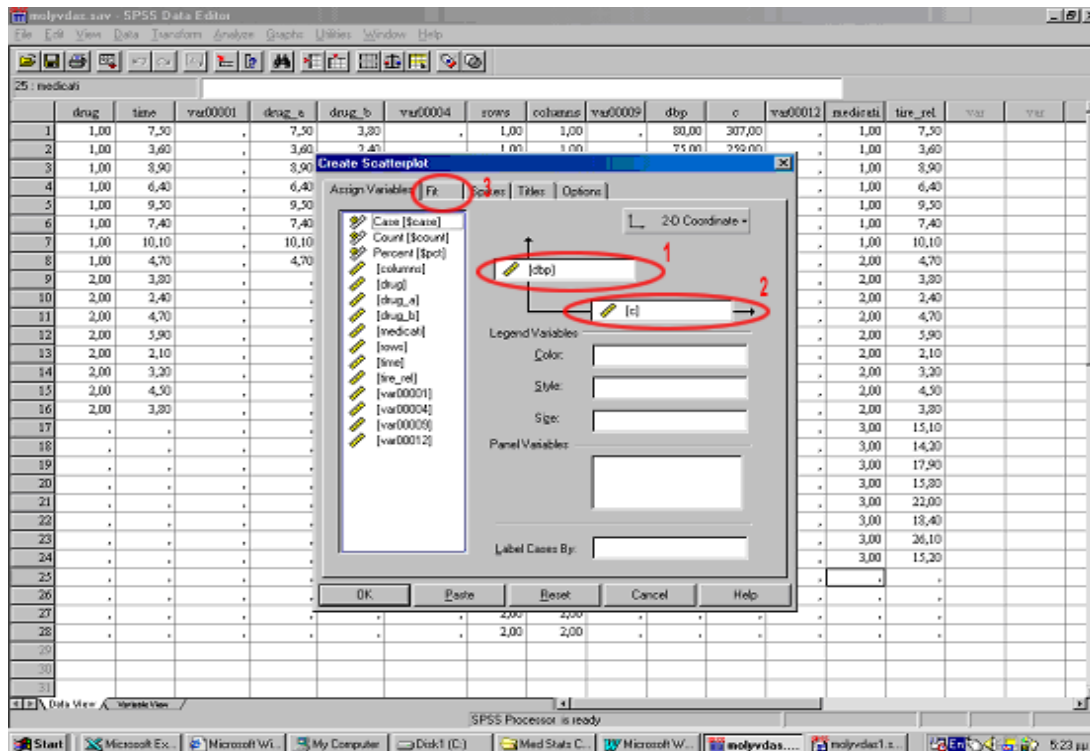 molyvdas.sav - SPSS Data Editor
File Edit View Data Transform Analyze Graphs Utilities Window Help
25 : medicati
drug time var00001 drug_a drug_b var00004 rows columns var00009 dbp c var00012 medicati tire_rel var var
1 1,00 7,50 , 7,50 3,80 , 1,00 1,00 , 80,00 307,00 , 1,00 7,50
2 1,00 3,60 , 3,60 2,40 , 1,00 1,00 , 75,00 259,00 , 1,00 3,60
3 1,00 8,90 , 8,90 , 1,00 8,90
4 1,00 6,40 , 6,40 , 1,00 6,40
5 1,00 9,50 , 9,50 , 1,00 9,50
6 1,00 7,40 , 7,40 , 1,00 7,40
7 1,00 10,10 , 10,10 , 1,00 10,10
8 1,00 4,70 , 4,70 , 2,00 4,70
9 2,00 3,80 , , , 2,00 3,80
10 2,00 2,40 , , , 2,00 2,40
11 2,00 4,70 , , , 2,00 4,70
12 2,00 5,90 , , , 2,00 5,90
13 2,00 2,10 , , , 2,00 2,10
14 2,00 3,20 , , , 2,00 3,20
15 2,00 4,50 , , , 2,00 4,50
16 2,00 3,80 , , , 2,00 3,80
17 , , , , , 3,00 15,10
18 , , , , , 3,00 14,20
19 , , , , , 3,00 17,90
20 , , , , , 3,00 15,80
21 , , , , , 3,00 22,00
22 , , , , , 3,00 18,40
23 , , , , , 3,00 26,10
24 , , , , , 3,00 15,20
25 , , , , , , ,
26 , , , , , , ,
27 , , , , , , 2,00 2,00 , , , , , ,
28 , , , , , , 2,00 2,00 , , , , , ,
29
30
31
Create Scatterplot
Assign Variables Fit 3 Spikes Titles Options
2-D Coordinate
Case [$case]
Count [$count]
Percent [$pct]
[columns]
[drug]
[drug_a]
[drug_b]
[medicati]
[rows]
[time]
[tire_rel]
[var00001]
[var00004]
[var00009]
[var00012]
[dbp] 1
[c] 2
Legend Variables
Color:
Style:
Size:
Panel Variables
Label Cases By:
OK Paste Reset Cancel Help
Data View Variable View
SPSS Processor is ready
Start Microsoft Ex... Microsoft Wi... My Computer Disk1 (C:) Med Stats C... Microsoft W... molyvdas.... molyvdas1.s... En 5:23